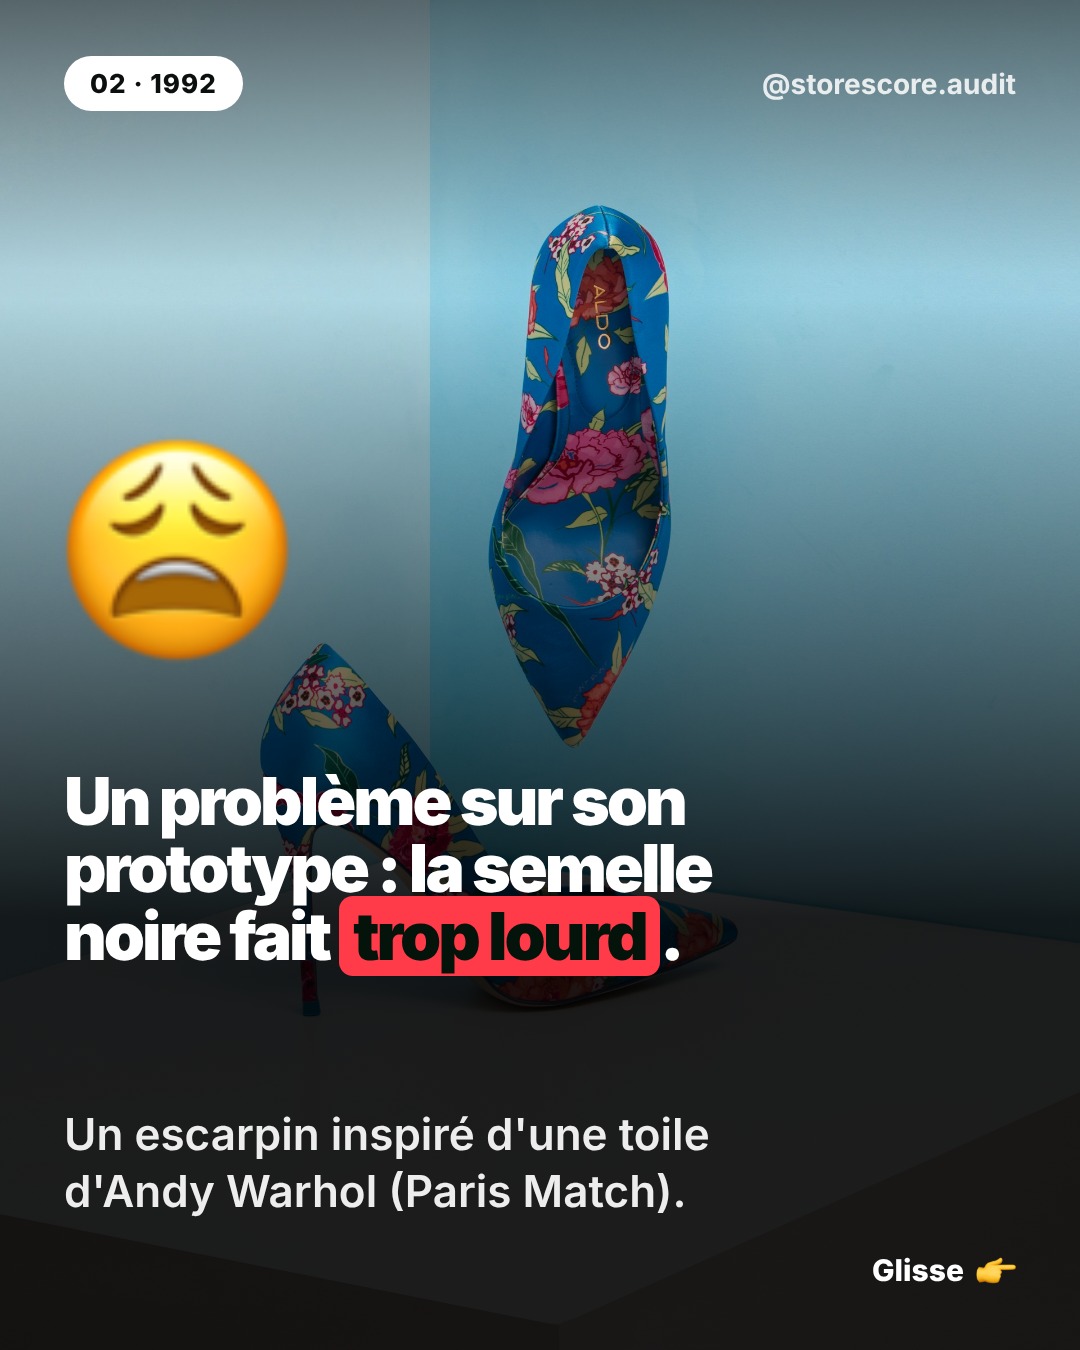 02 · 1992
@storescore.audit
ALDO
Un problème sur son
prototype : la semelle
noire fait trop lourd.
Un escarpin inspiré d'une toile
d'Andy Warhol (Paris Match).
Glisse 👉